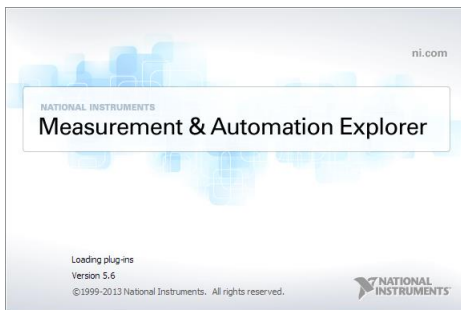 ni.com
NATIONAL INSTRUMENTS
Measurement & Automation Explorer
Loading plug-ins
Version 5.6
©1999-2013 National Instruments. All rights reserved.
NATIONAL
INSTRUMENTS